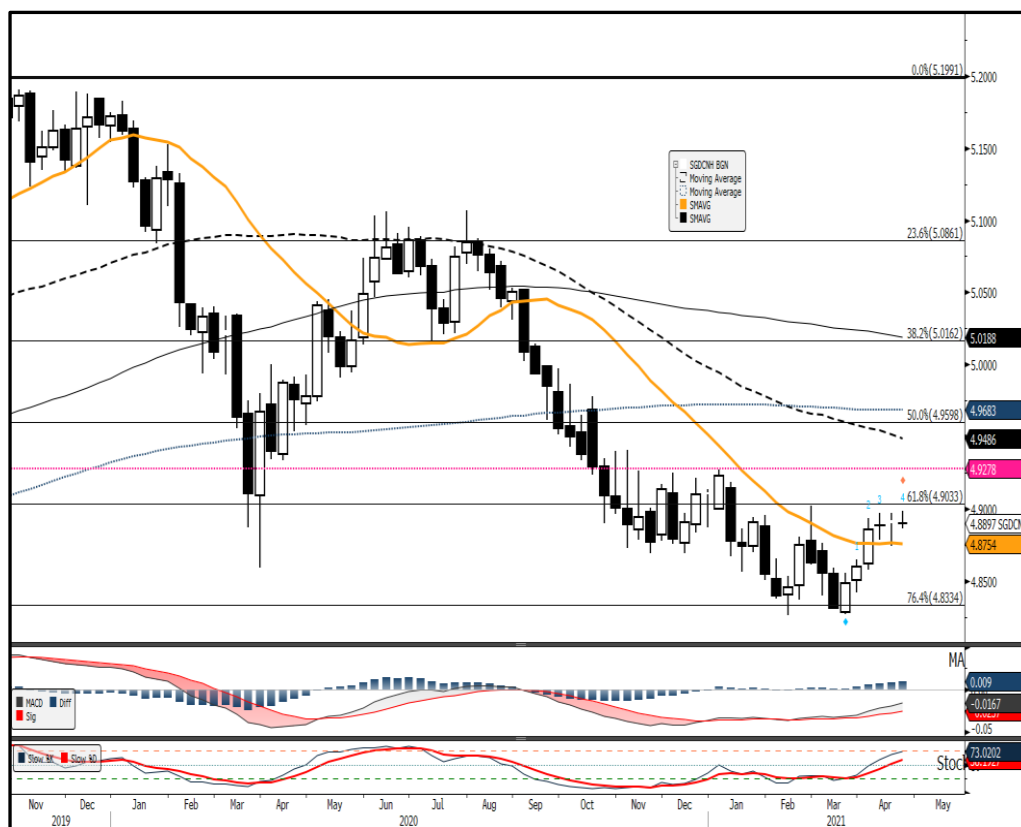 0.0%(5.1991)
5.2000
5.1500
SGDCNH BGN
Moving Average
Moving Average
SMAVG
SMAVG
5.1000
23.6%(5.0861)
5.0500
38.2%(5.0162)
5.0188
5.0000
4.9683
50.0%(4.9598)
4.9486
4.9278
2 3 4
61.8%(4.9033)
4.9000
4.8897 SGDCN
4.8754
1
4.8500
76.4%(4.8334)
MA
MACD Diff
Sig
0.009
-0.0167
-0.05
Slow %K Slow %D
73.0202
Stoc
Nov Dec Jan Feb Mar Apr May Jun Jul Aug Sep Oct Nov Dec Jan Feb Mar Apr May
2019 2020 2021